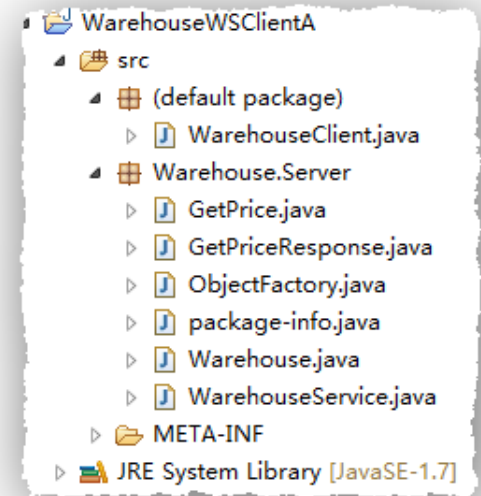 WarehouseWSClientA
src
(default package)
WarehouseClient.java
Warehouse.Server
GetPrice.java
GetPriceResponse.java
ObjectFactory.java
package-info.java
Warehouse.java
WarehouseService.java
META-INF
JRE System Library [JavaSE-1.7]